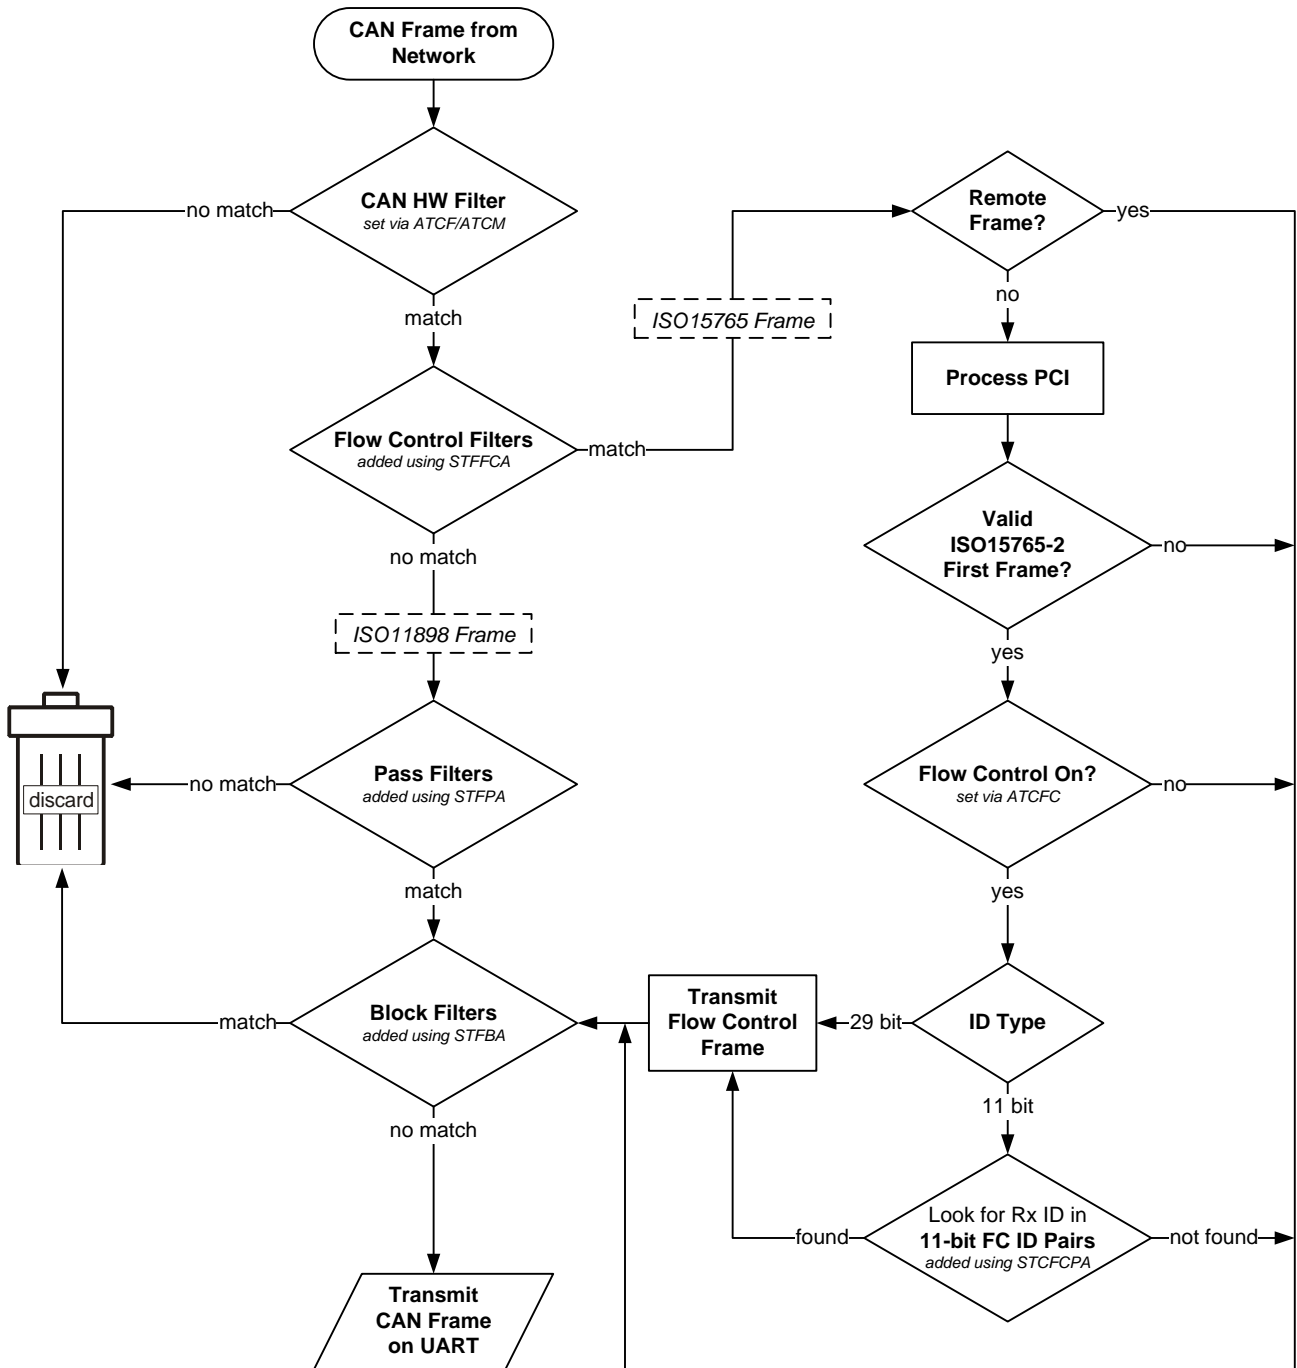 CAN Frame from
Network
CAN HW Filter
set via ATCF/ATCM
no match
match
Remote
Frame?
yes
no
ISO15765 Frame
Process PCI
Flow Control Filters
added using STFFCA
match
no match
Valid
ISO15765-2
First Frame?
no
yes
ISO11898 Frame
Pass Filters
added using STFPA
no match
discard
match
Flow Control On?
set via ATCFC
no
yes
Block Filters
added using STFBA
match
no match
Transmit
Flow Control
Frame
29 bit
ID Type
11 bit
Look for Rx ID in
11-bit FC ID Pairs
added using STCFCPA
found
not found
Transmit
CAN Frame
on UART